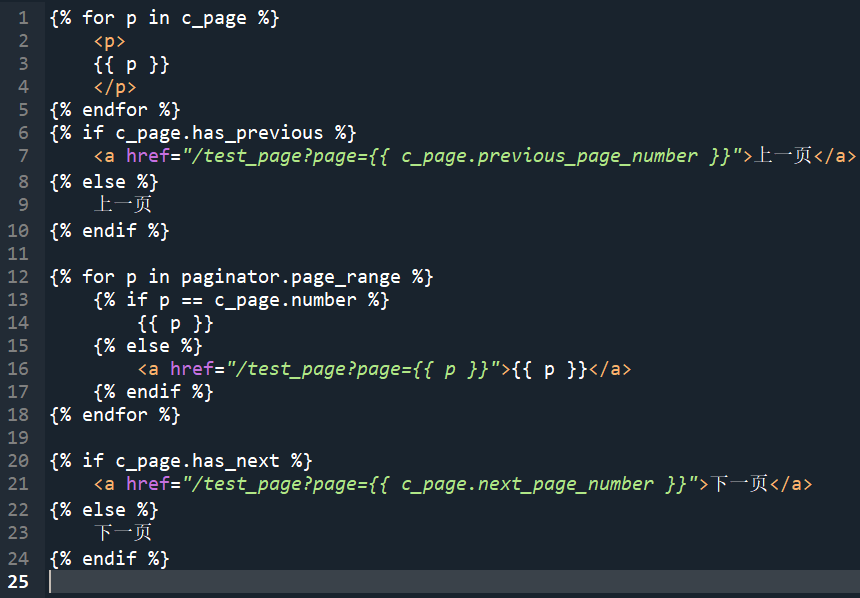 1 {% for p in c_page %}
2     <p>
3     {{ p }}
4     </p>
5 {% endfor %}
6 {% if c_page.has_previous %}
7     <a href="/test_page?page={{ c_page.previous_page_number }}">上一页</a>
8 {% else %}
9     上一页
10 {% endif %}
11
12 {% for p in paginator.page_range %}
13     {% if p == c_page.number %}
14         {{ p }}
15     {% else %}
16         <a href="/test_page?page={{ p }}">{{ p }}</a>
17     {% endif %}
18 {% endfor %}
19
20 {% if c_page.has_next %}
21     <a href="/test_page?page={{ c_page.next_page_number }}">下一页</a>
22 {% else %}
23     下一页
24 {% endif %}
25